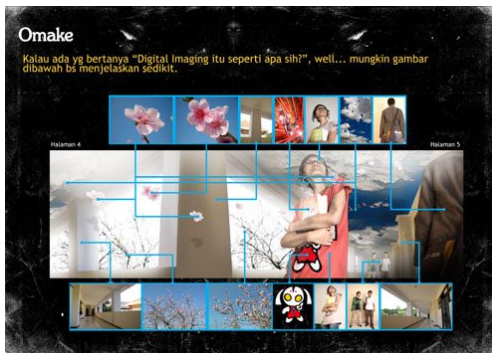 Omake
Kalau ada yg bertanya “Digital Imaging itu seperti apa sih?”, well... mungkin gambar
dibawah bs menjelaskan sedikit.
Halaman 4
Halaman 5